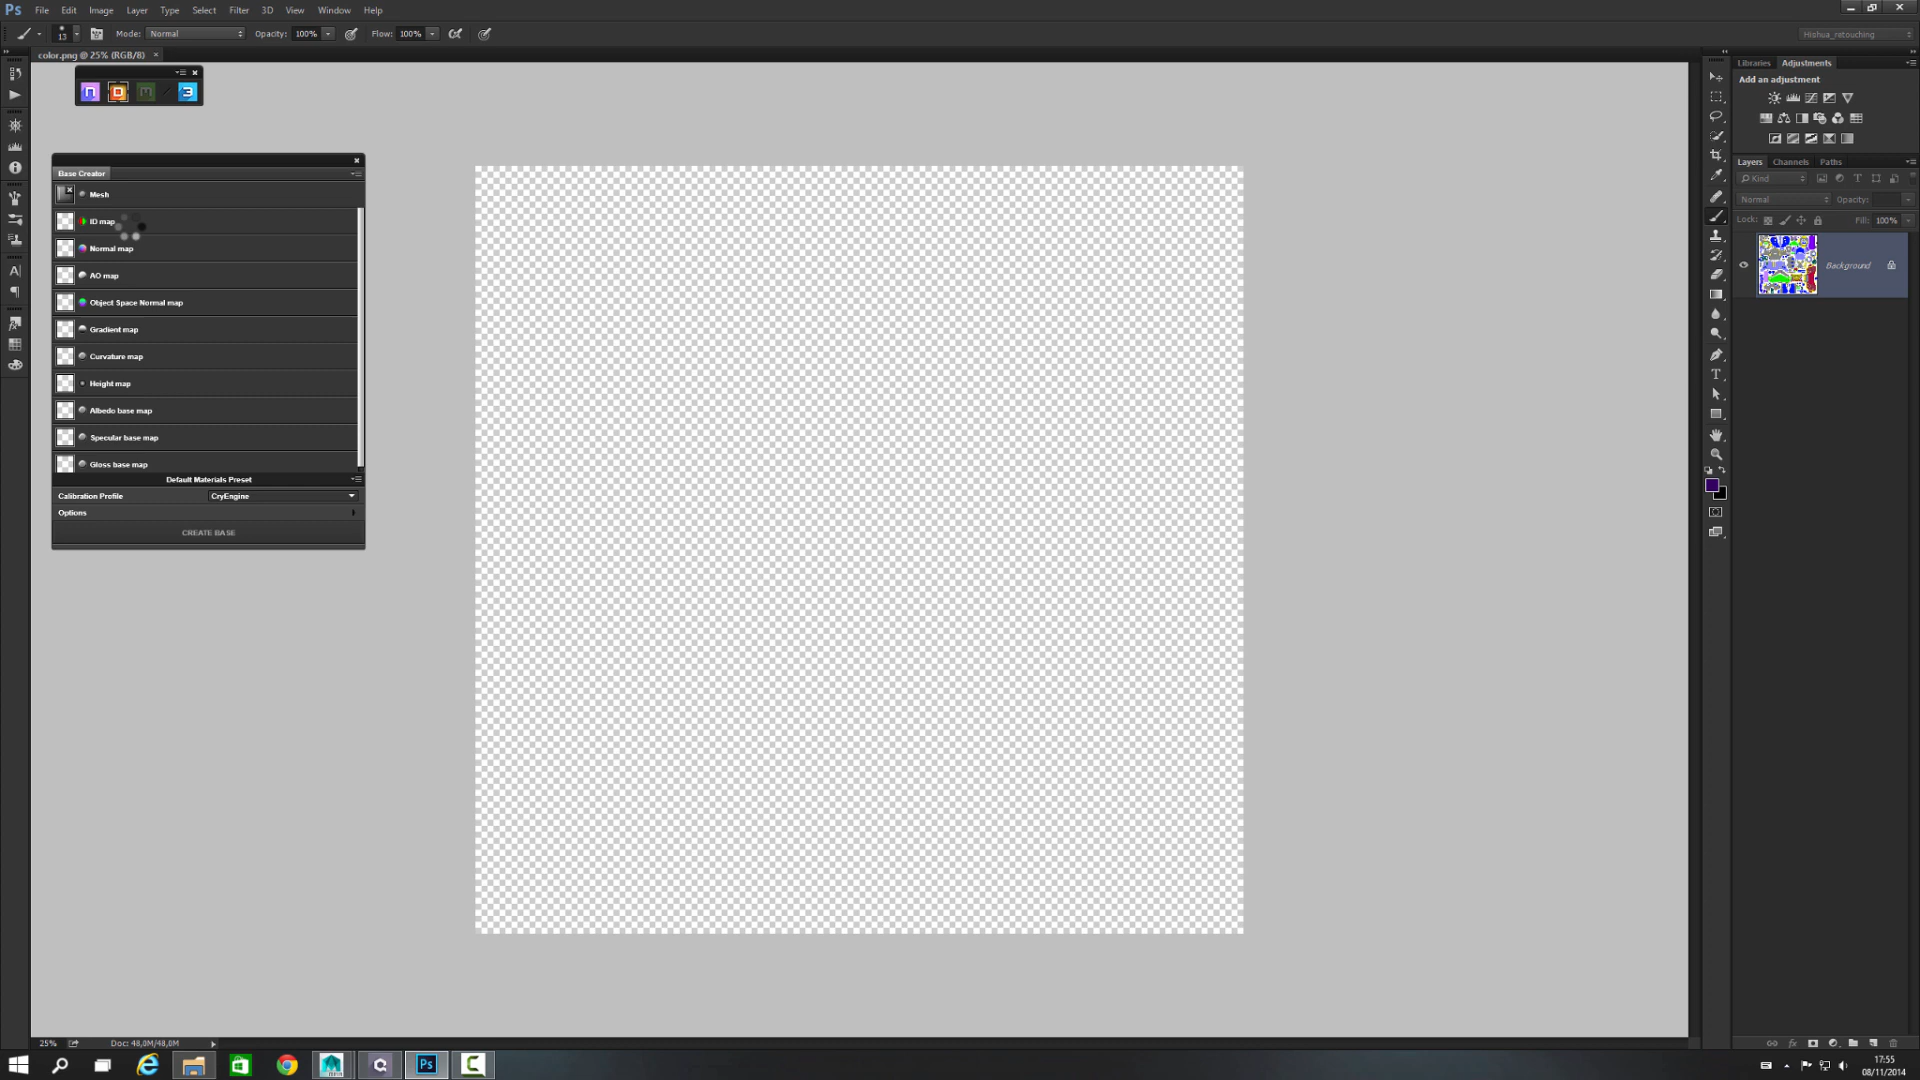 Ps File Edit Image Layer Type Select Filter 3D View Window Help
13 Mode: Normal Opacity: 100% Flow: 100% Hishua_retouching
color.png @ 25% (RGB/8) ×
n D M 3
Base Creator
Mesh
ID map
Normal map
AO map
Object Space Normal map
Gradient map
Curvature map
Height map
Albedo base map
Specular base map
Gloss base map
Default Materials Preset
Calibration Profile CryEngine
Options
CREATE BASE
Libraries Adjustments
Add an adjustment
Layers Channels Paths
Kind
Normal Opacity:
Lock: Fill: 100%
Background
25% Doc: 48,0M/48,0M
Ps
17:55
08/11/2014